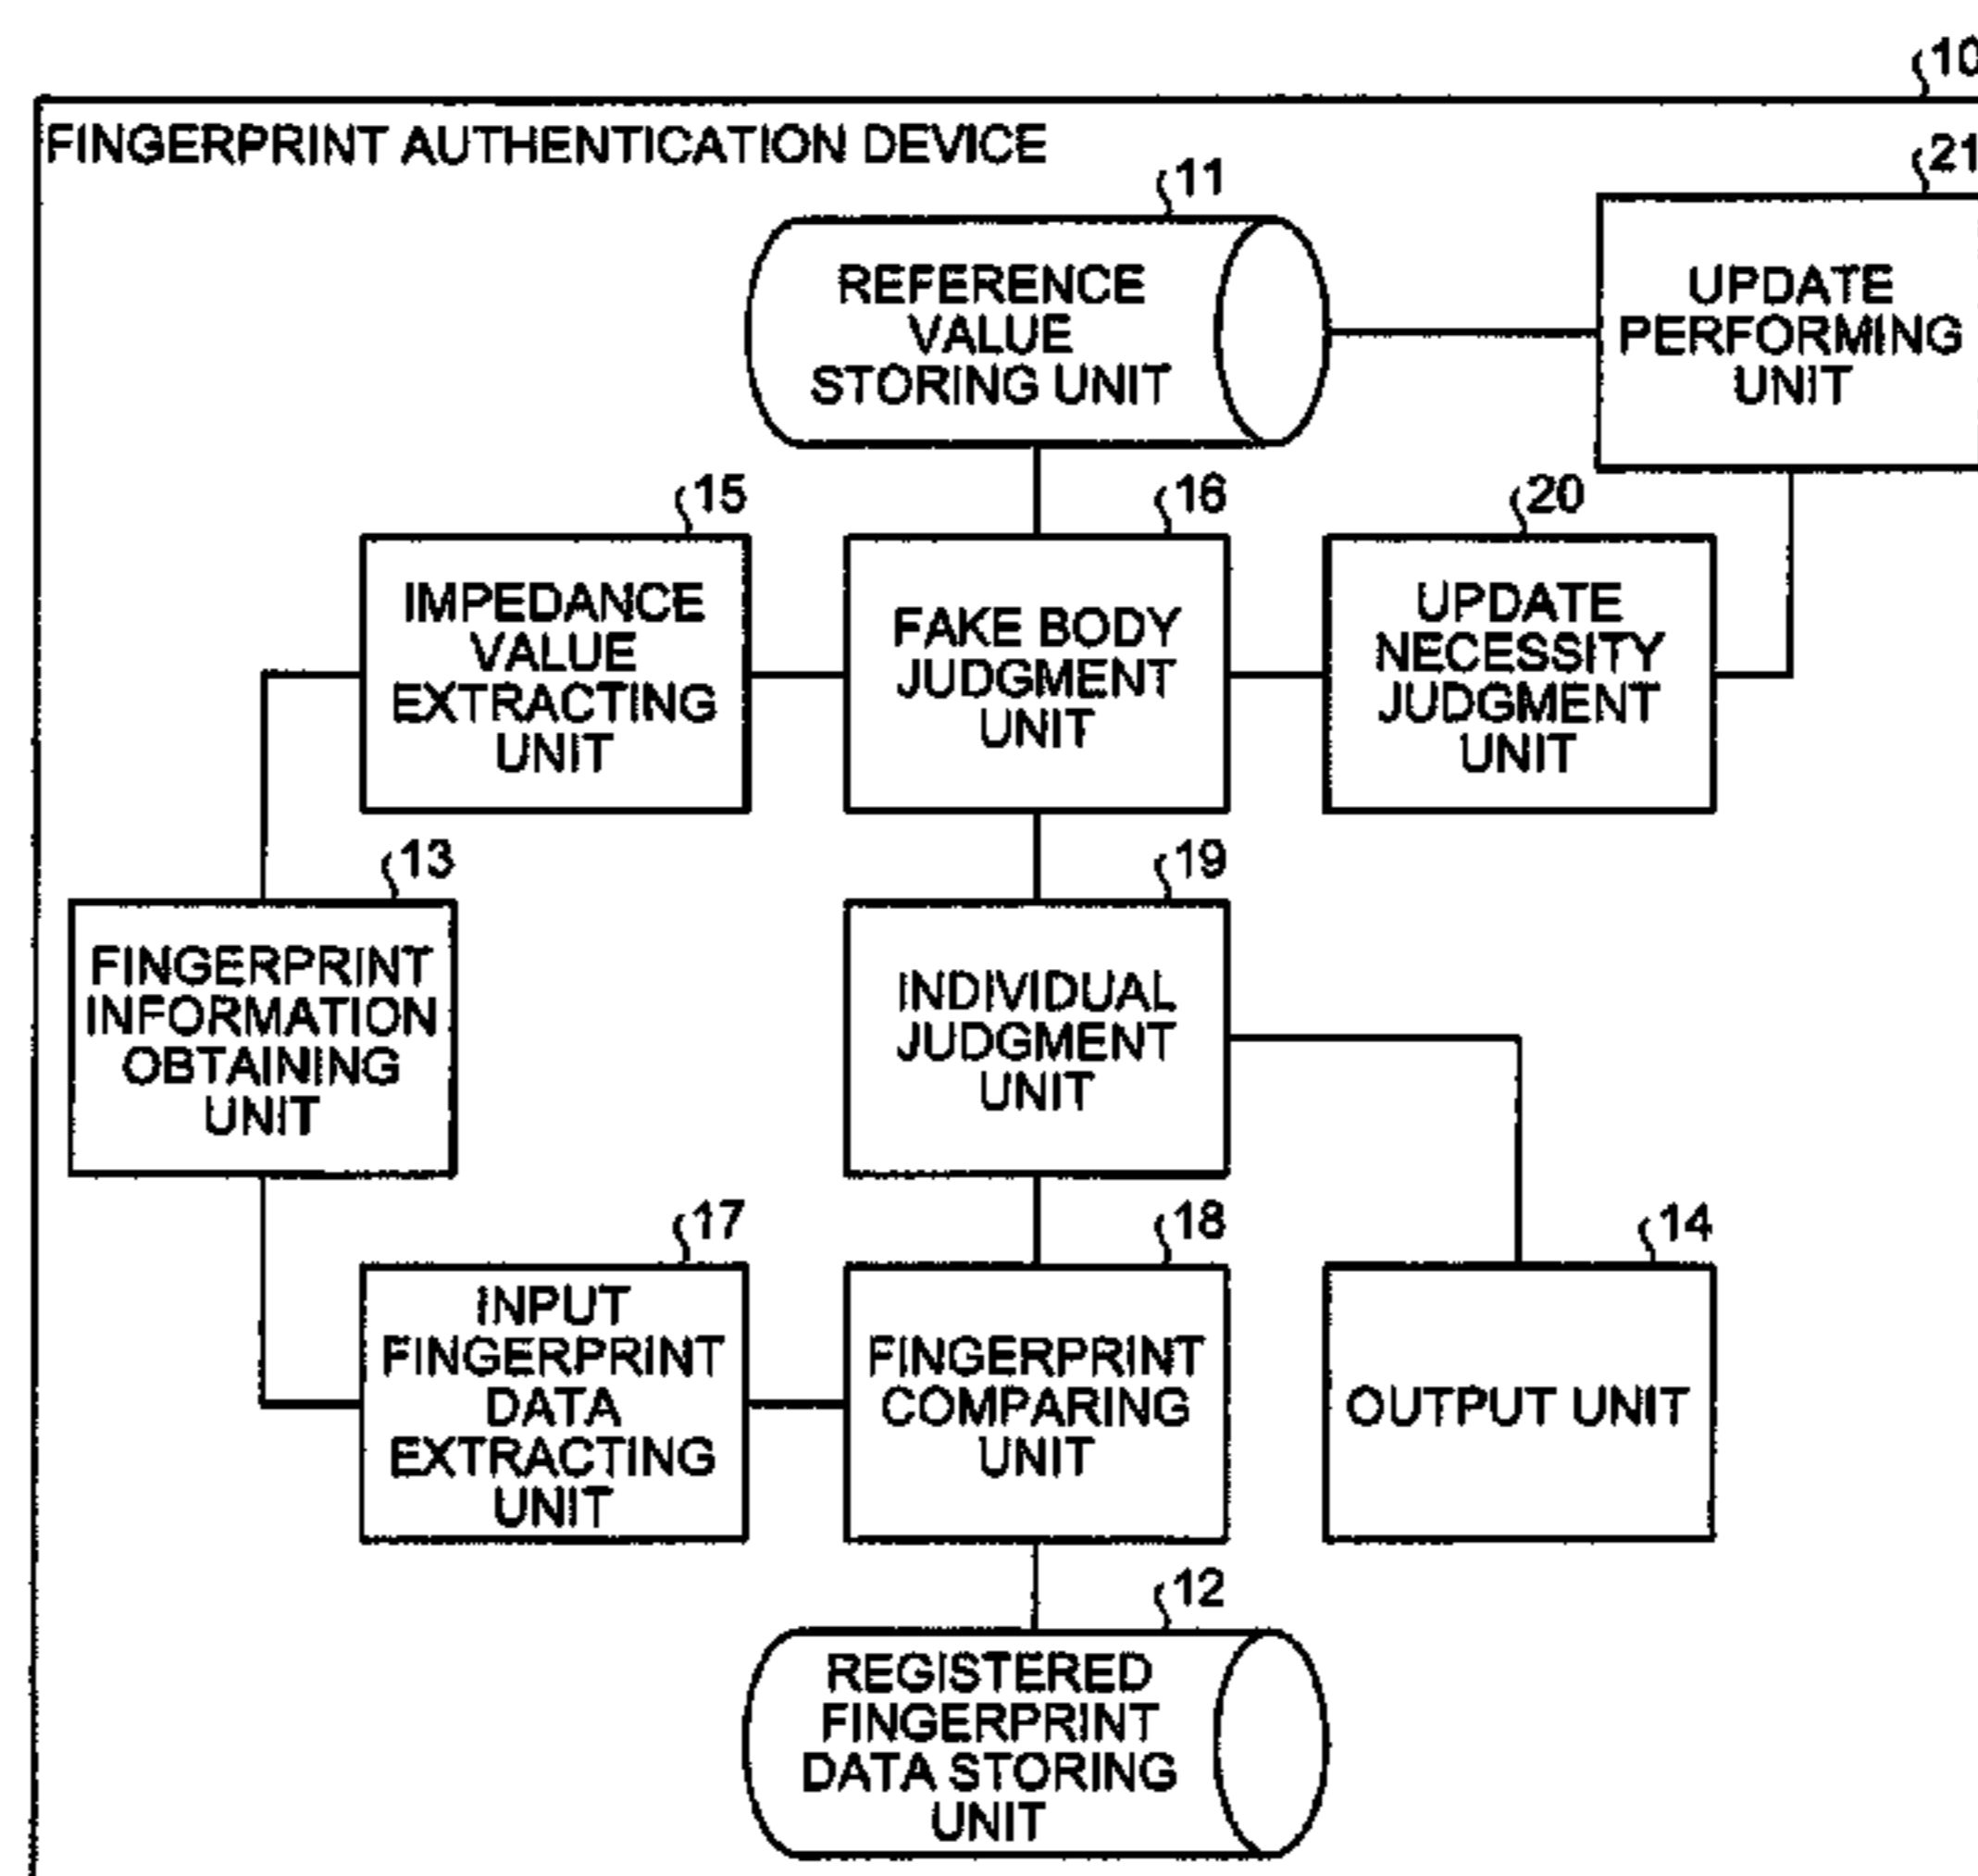 10
FINGERPRINT AUTHENTICATION DEVICE
11
21
REFERENCE
VALUE
STORING UNIT
UPDATE
PERFORMING
UNIT
15
16
20
IMPEDANCE
VALUE
EXTRACTING
UNIT
FAKE BODY
JUDGMENT
UNIT
UPDATE
NECESSITY
JUDGMENT
UNIT
13
19
FINGERPRINT
INFORMATION
OBTAINING
UNIT
INDIVIDUAL
JUDGMENT
UNIT
17
18
14
INPUT
FINGERPRINT
DATA
EXTRACTING
UNIT
FINGERPRINT
COMPARING
UNIT
OUTPUT UNIT
12
REGISTERED
FINGERPRINT
DATA STORING
UNIT